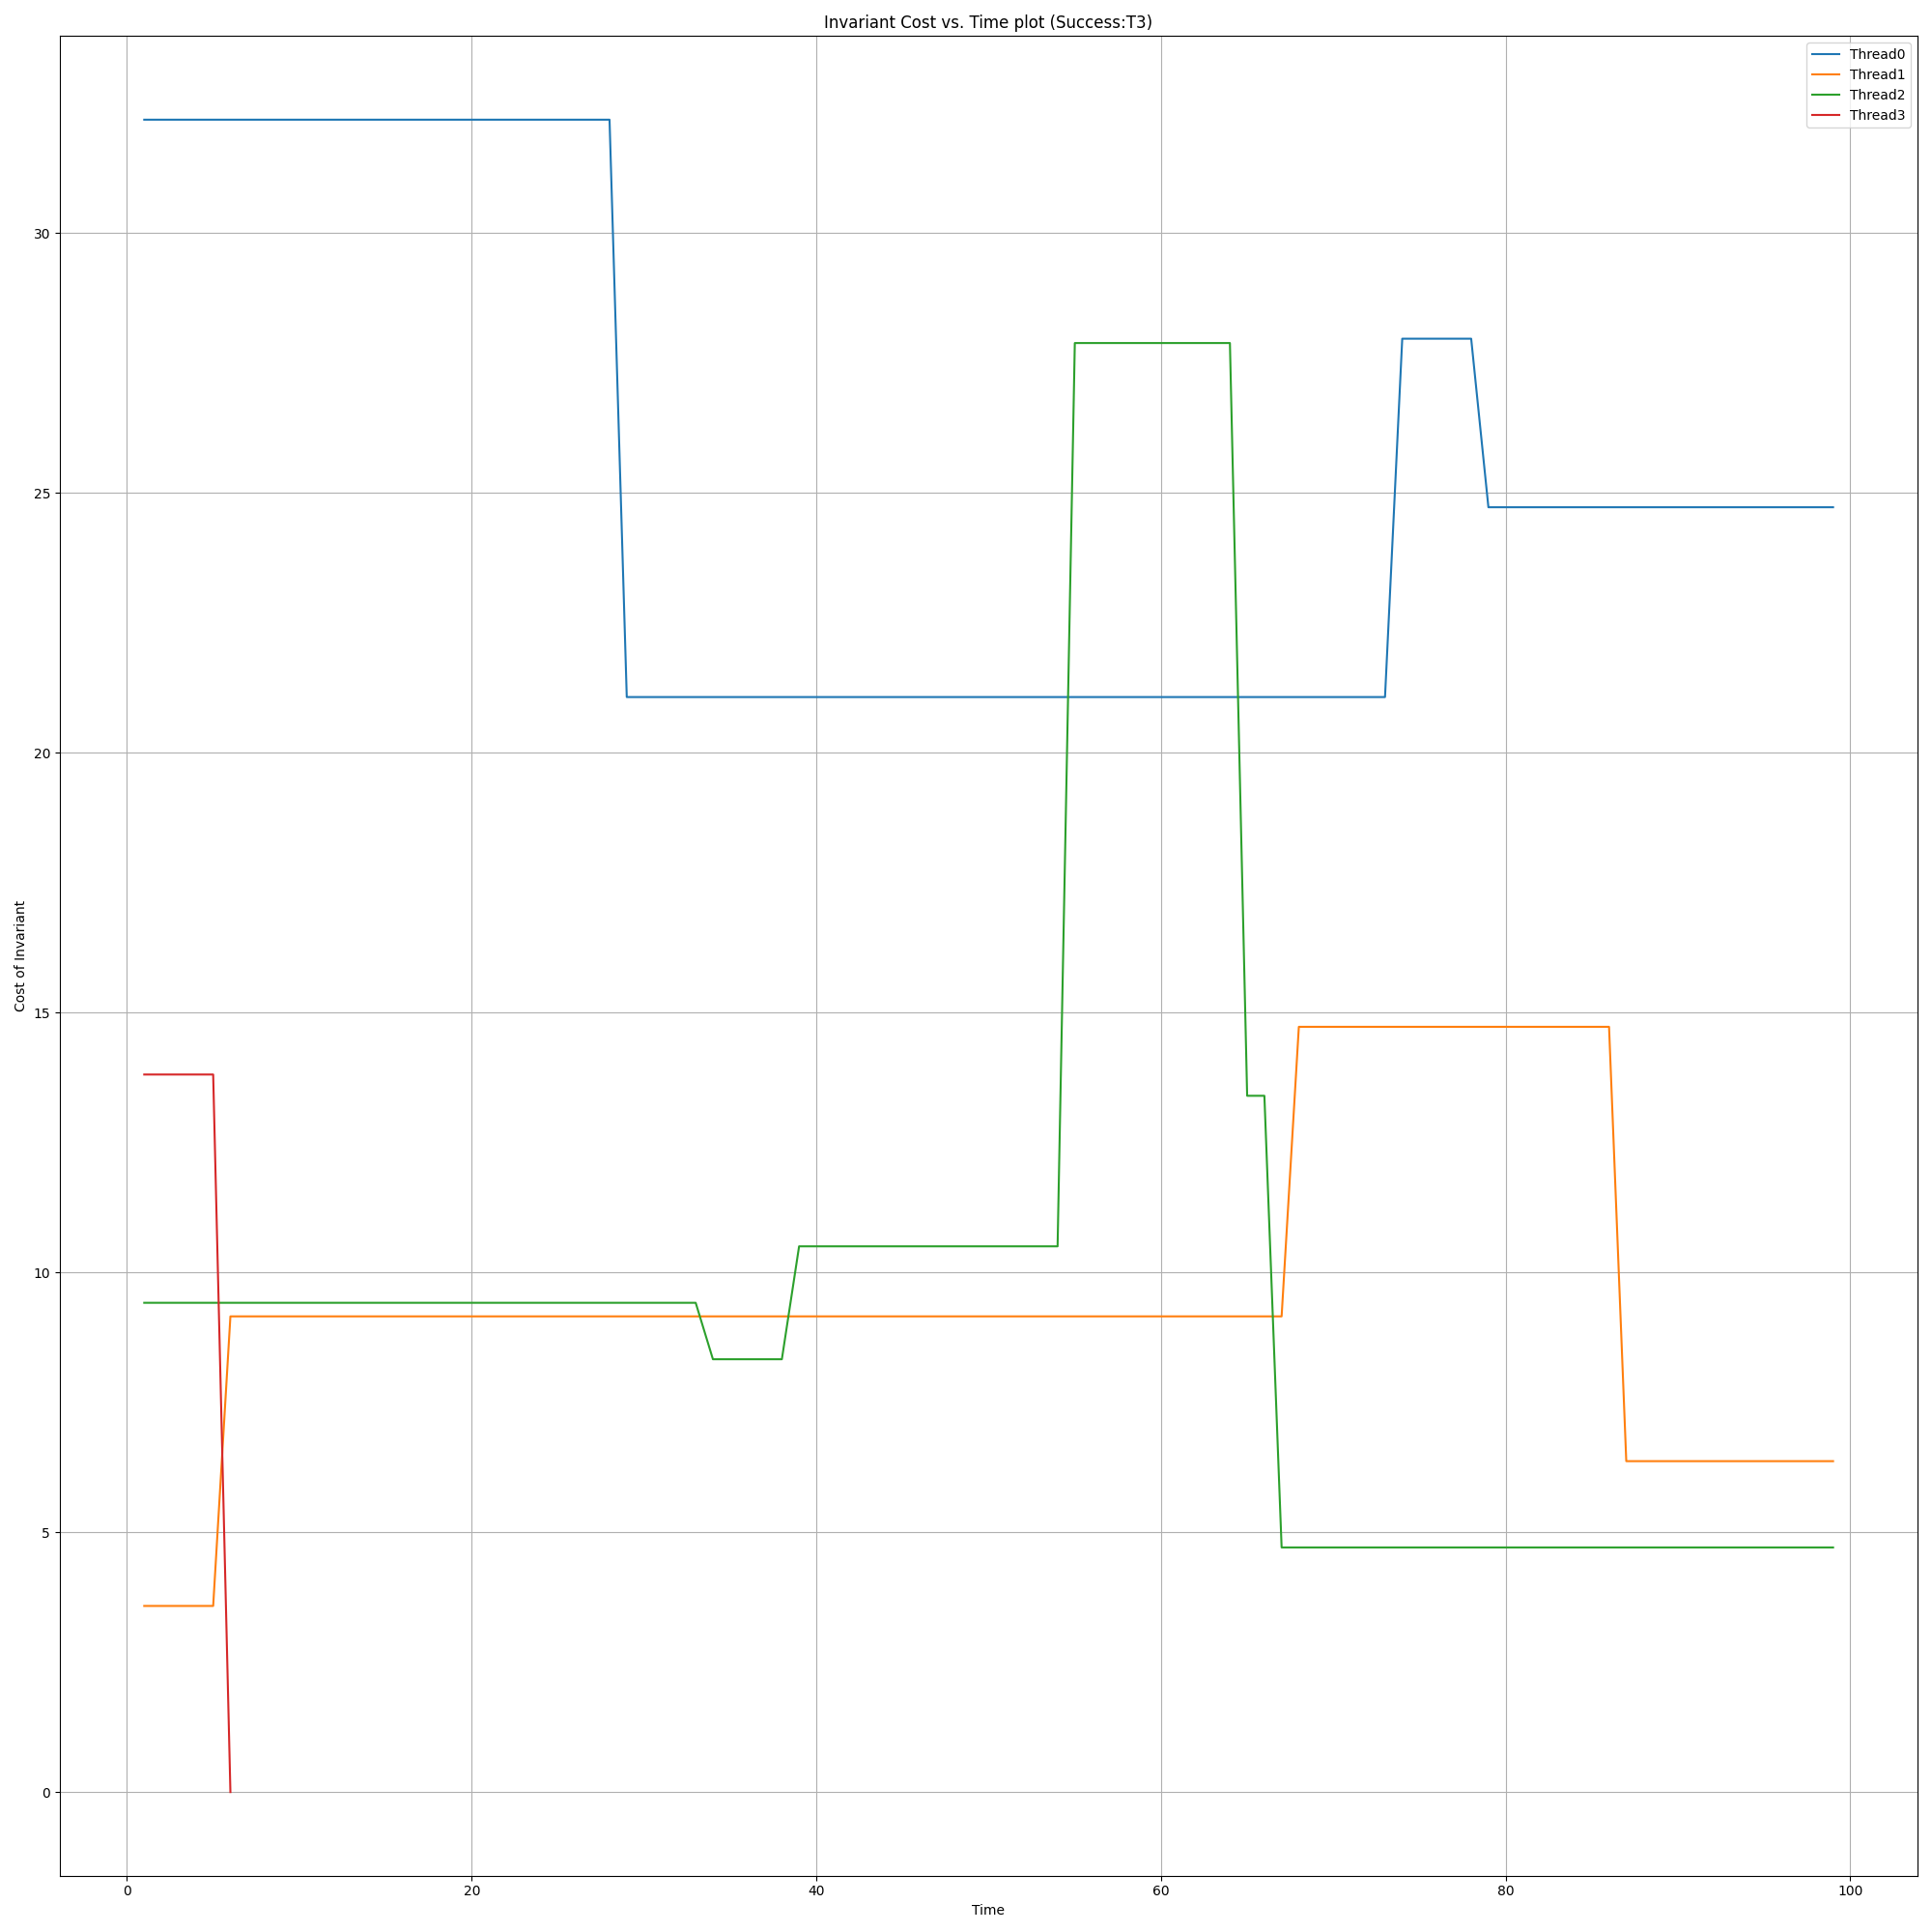 Invariant Cost vs. Time plot (Success:T3)
Thread0
Thread1
Thread2
Thread3
Cost of Invariant
30
25
20
15
10
5
0
0 20 40 60 80 100
Time